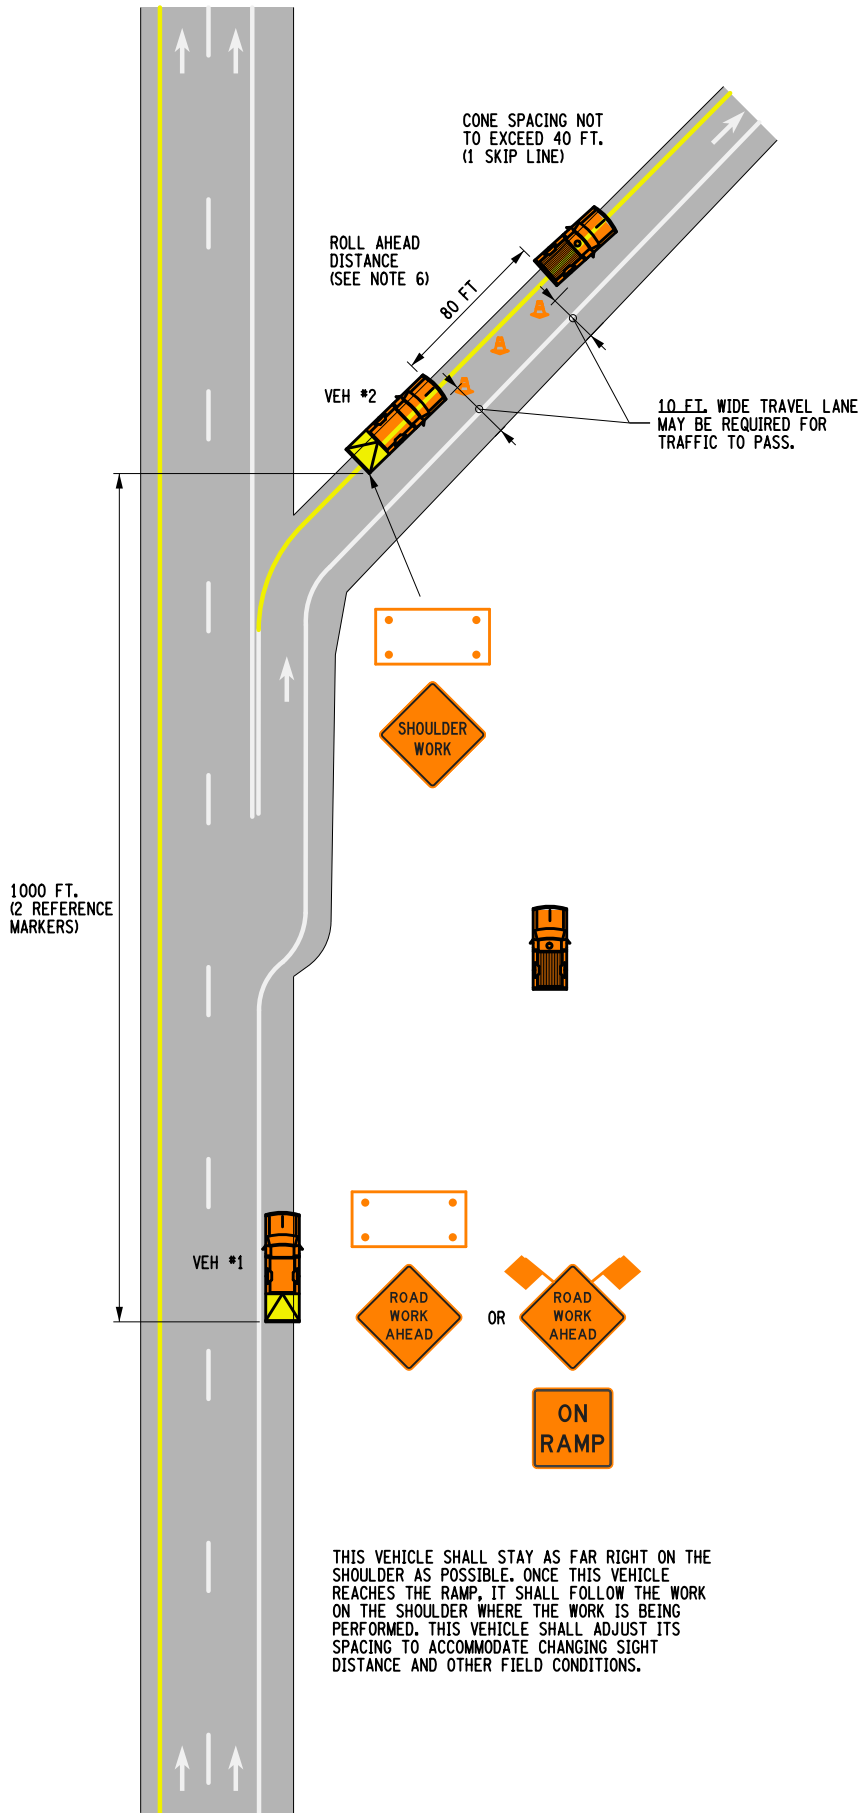 CONE SPACING NOT
TO EXCEED 40 FT.
(1 SKIP LINE)
ROLL AHEAD
DISTANCE
(SEE NOTE 6)
80 FT
VEH #2
10 FT. WIDE TRAVEL LANE
MAY BE REQUIRED FOR
TRAFFIC TO PASS.
SHOULDER
WORK
1000 FT.
(2 REFERENCE
MARKERS)
VEH #1
ROAD
WORK
AHEAD
OR
ROAD
WORK
AHEAD
ON
RAMP
THIS VEHICLE SHALL STAY AS FAR RIGHT ON THE
SHOULDER AS POSSIBLE. ONCE THIS VEHICLE
REACHES THE RAMP, IT SHALL FOLLOW THE WORK
ON THE SHOULDER WHERE THE WORK IS BEING
PERFORMED. THIS VEHICLE SHALL ADJUST ITS
SPACING TO ACCOMMODATE CHANGING SIGHT
DISTANCE AND OTHER FIELD CONDITIONS.